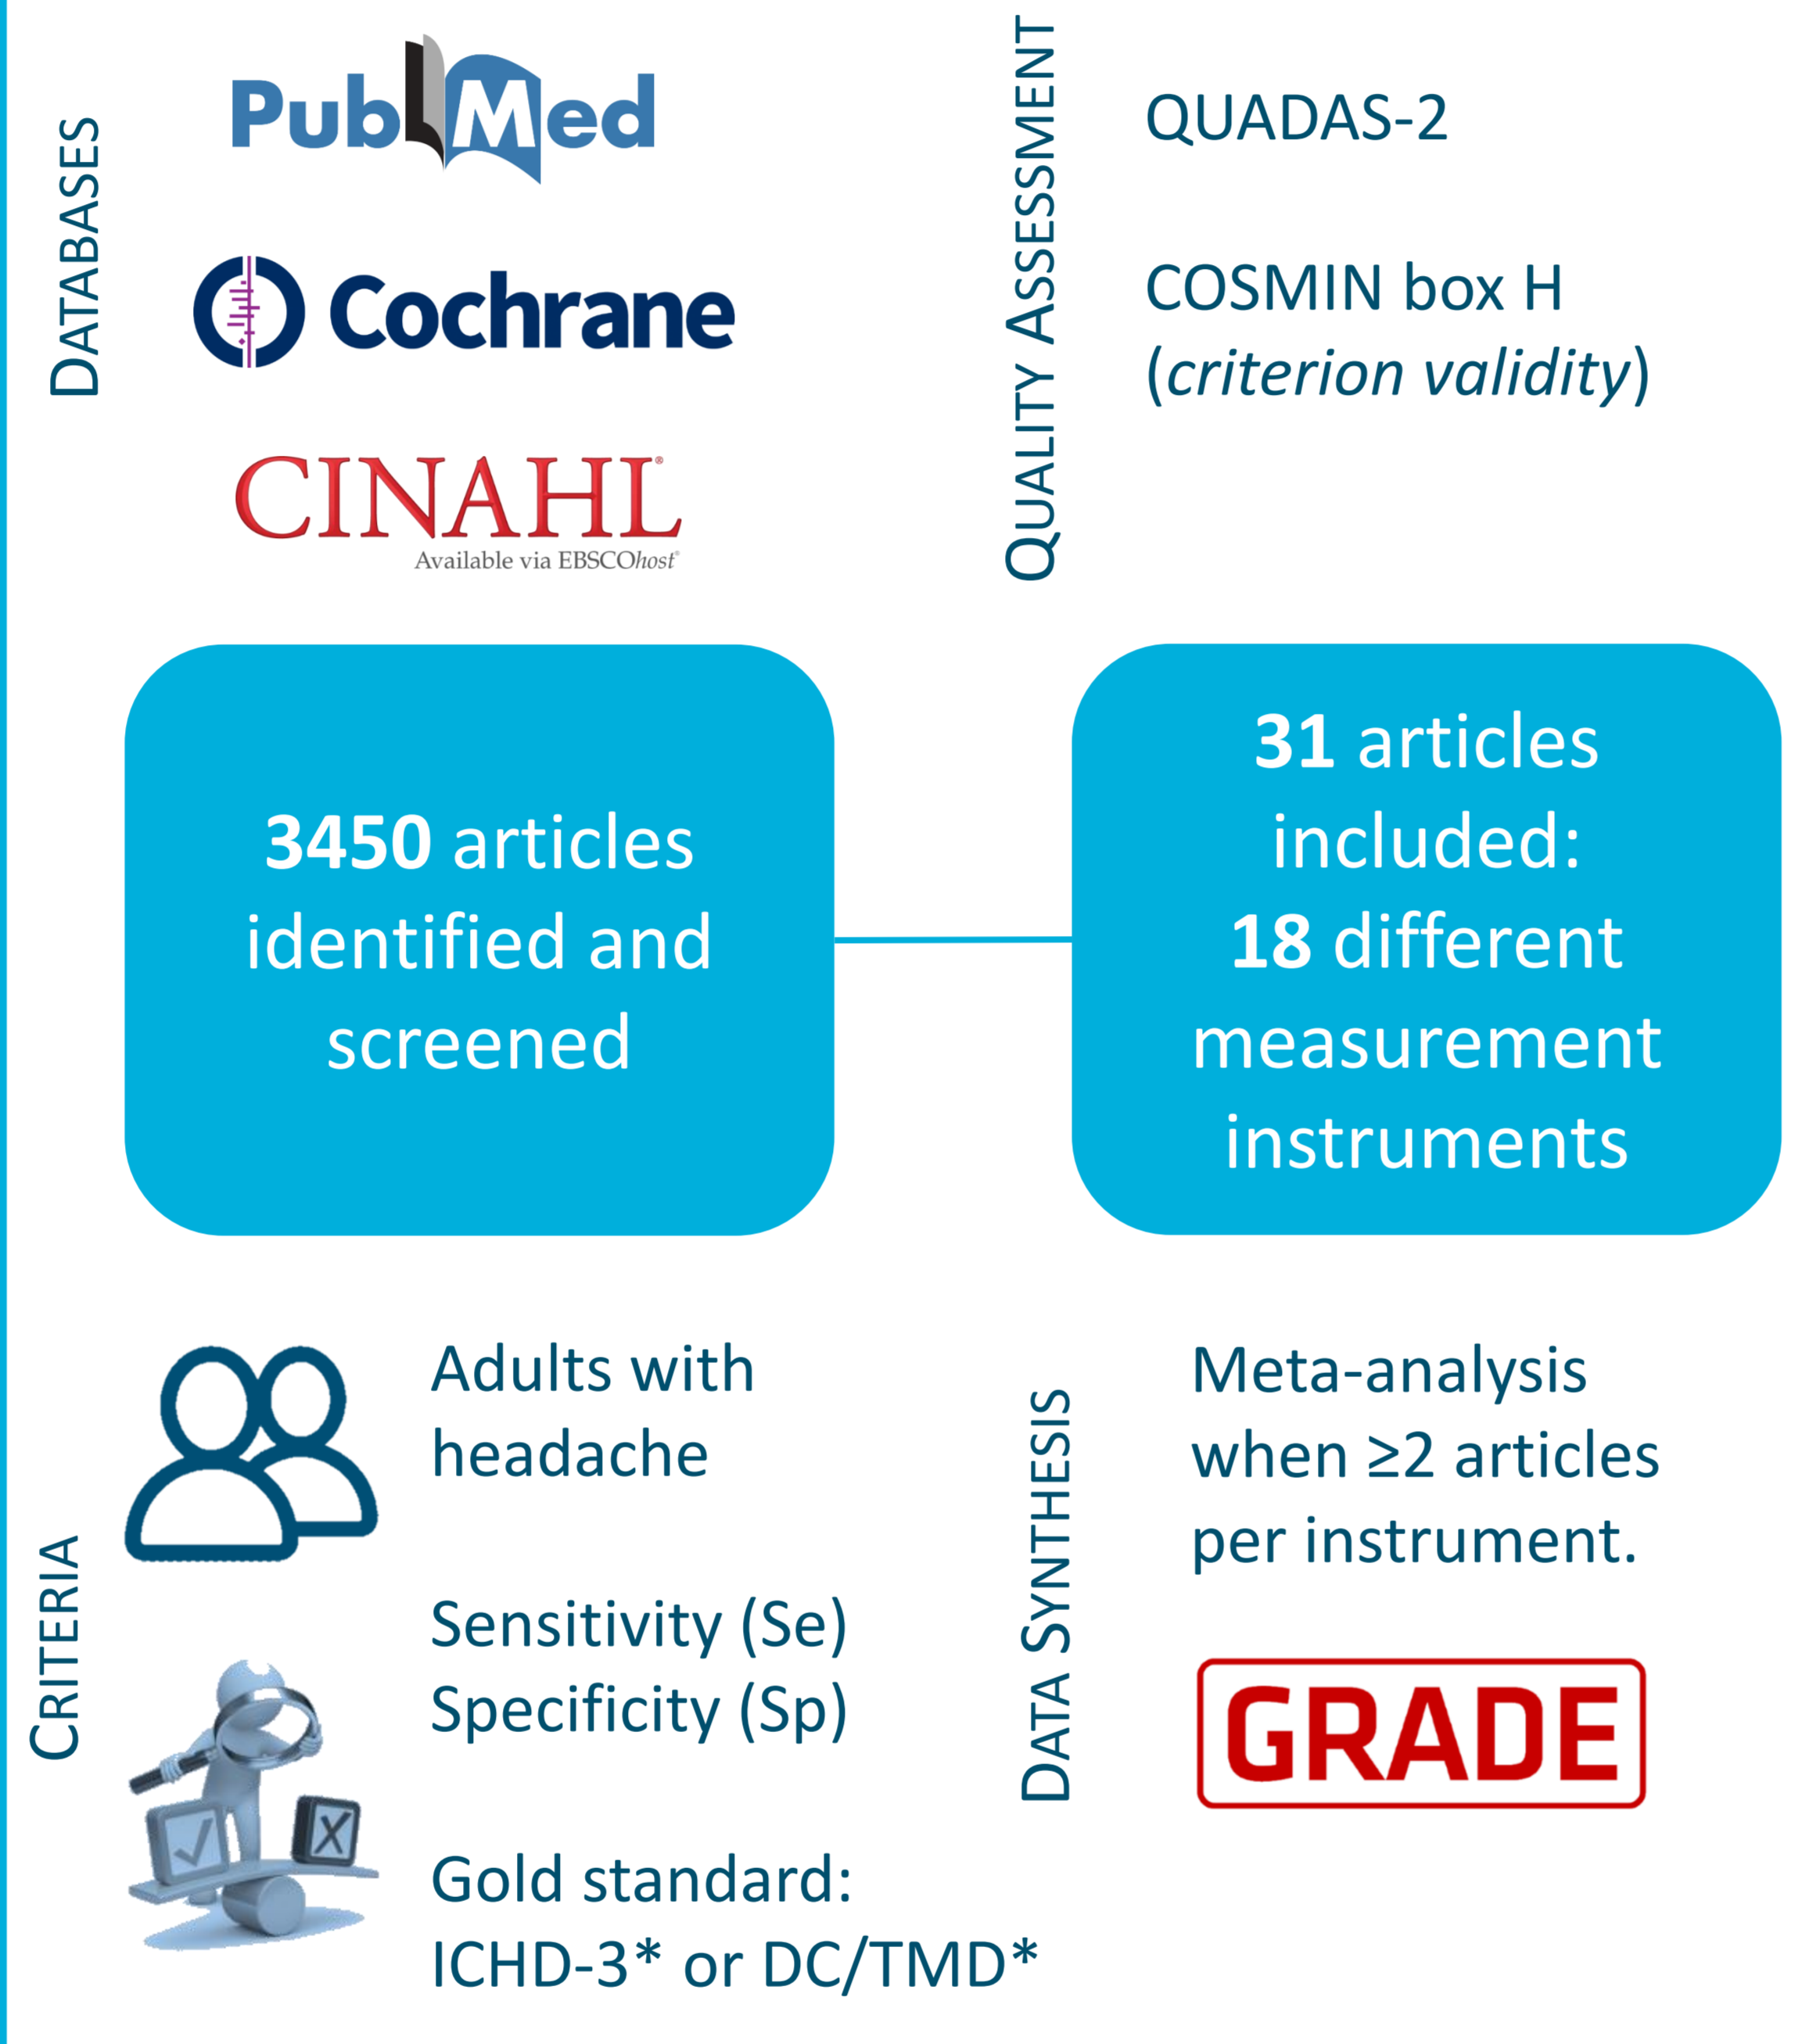 DATABASES
PubMed
Cochrane
CINAHL®
Available via EBSCOhost®
QUALITY ASSESSMENT
QUADAS-2
COSMIN box H
(criterion validity)
3450 articles
identified and
screened
31 articles
included:
18 different
measurement
instruments
CRITERIA
Adults with
headache
Sensitivity (Se)
Specificity (Sp)
Gold standard:
ICHD-3* or DC/TMD*
DATA SYNTHESIS
Meta-analysis
when ≥2 articles
per instrument.
GRADE